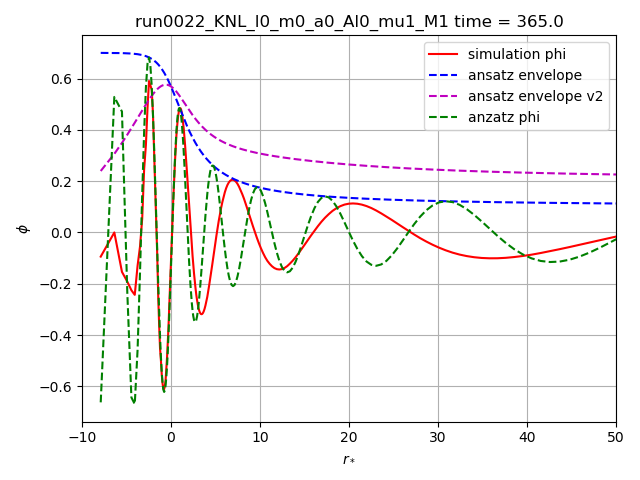 run0022_KNL_l0_m0_a0_Al0_mu1_M1 time = 365.0
simulation phi
ansatz envelope
ansatz envelope v2
anzatz phi
0.6
0.4
0.2
0.0
−0.2
−0.4
−0.6
ϕ
−10
0
10
20
30
40
50
r*